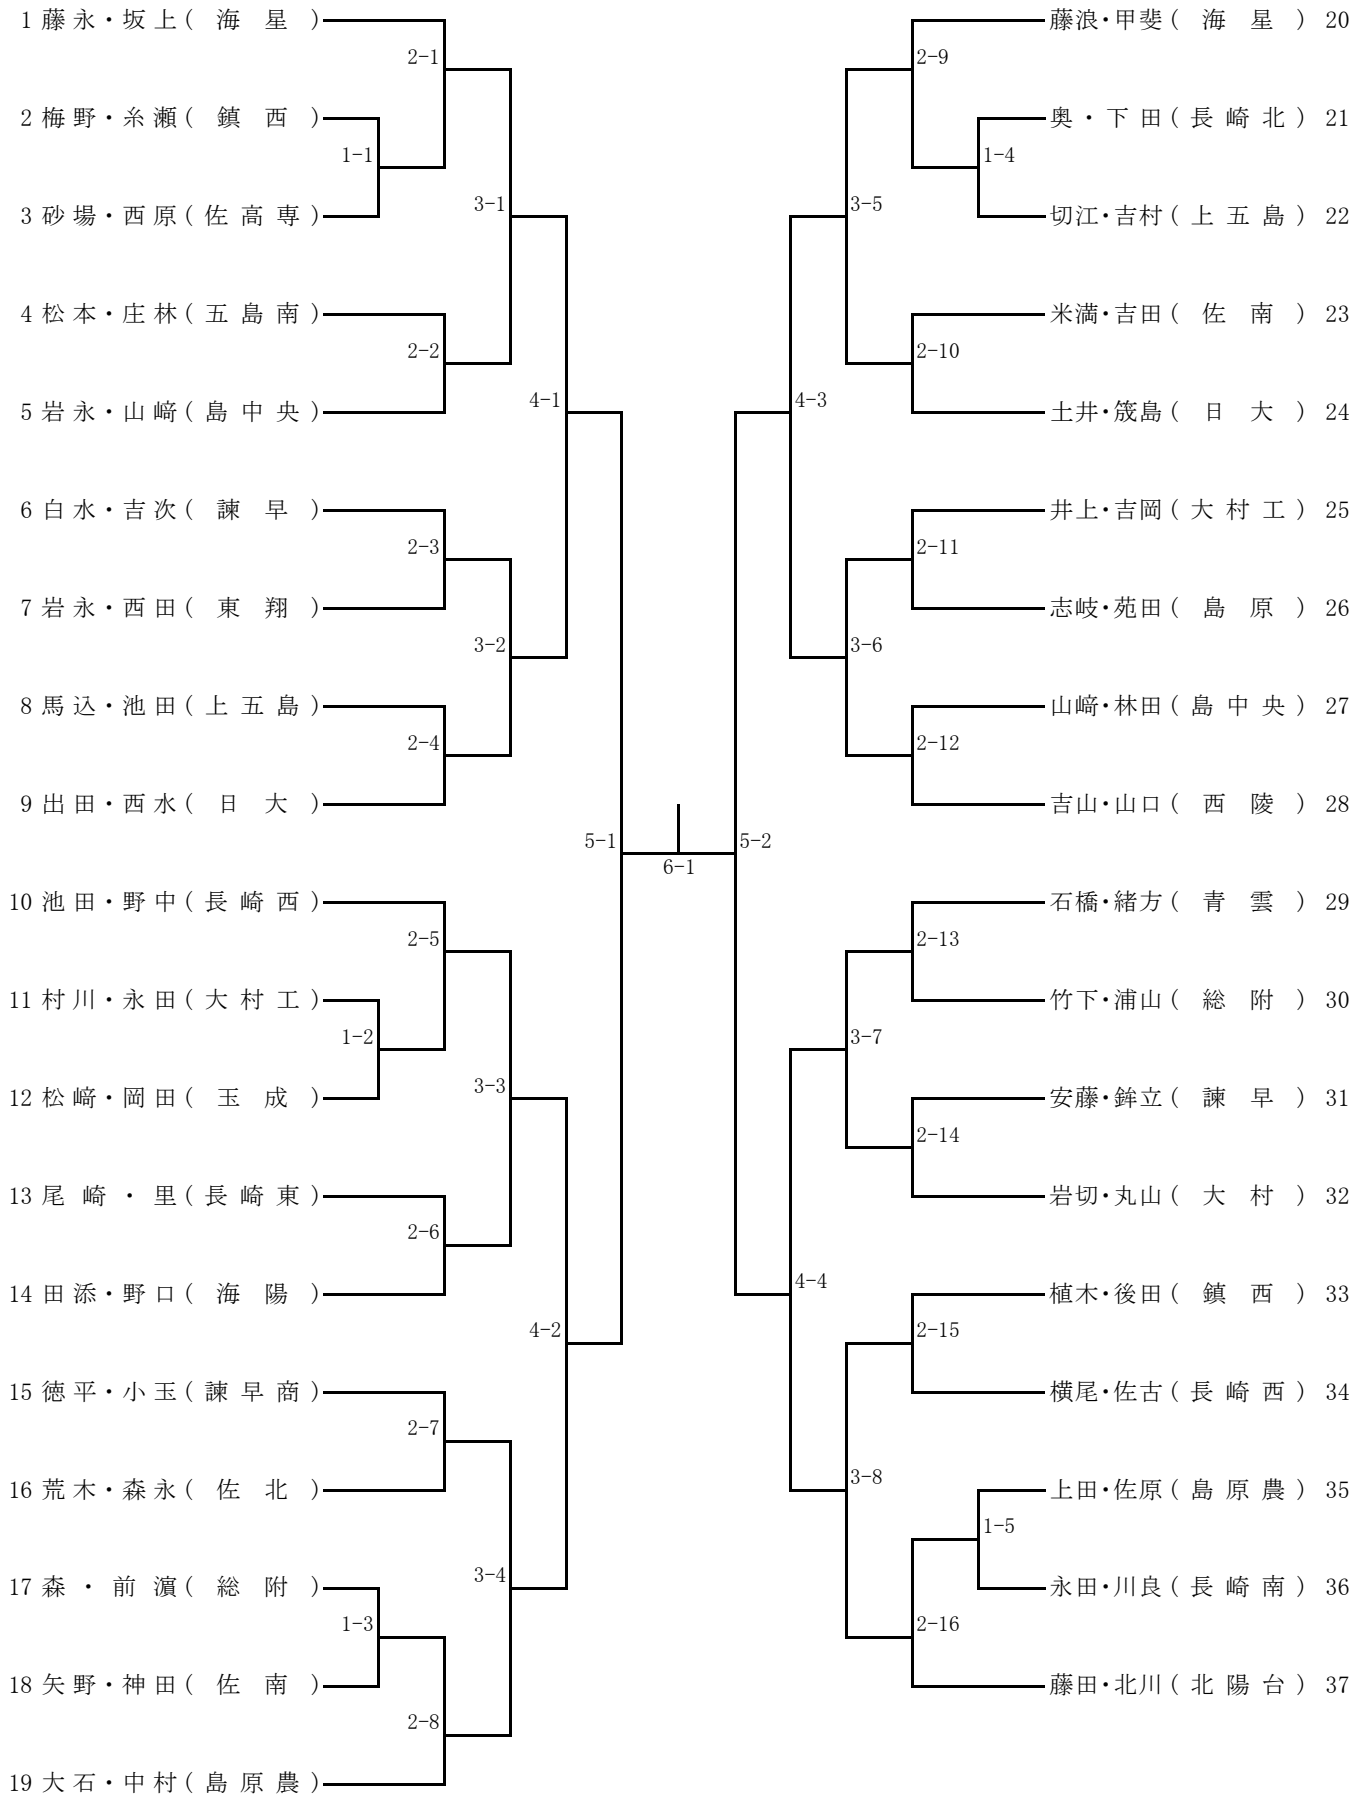 1 藤永・坂上(海星)
2-1
2 梅野・糸瀬(鎮西)
1-1
3 砂場・西原(佐高専)
3-1
4 松本・庄林(五島南)
2-2
5 岩永・山﨑(島中央)
4-1
6 白水・吉次(諫早)
2-3
7 岩永・西田(東翔)
3-2
8 馬込・池田(上五島)
2-4
9 出田・西水(日大)
5-1
10 池田・野中(長崎西)
2-5
11 村川・永田(大村工)
1-2
12 松﨑・岡田(玉成)
3-3
13 尾崎・里(長崎東)
2-6
14 田添・野口(海陽)
4-2
15 徳平・小玉(諫早商)
2-7
16 荒木・森永(佐北)
3-4
17 森・前濵(総附)
1-3
18 矢野・神田(佐南)
2-8
19 大石・中村(島原農)
6-1
藤浪・甲斐(海星) 20
2-9
奥・下田(長崎北) 21
1-4
切江・吉村(上五島) 22
3-5
米満・吉田(佐南) 23
2-10
土井・筬島(日大) 24
4-3
井上・吉岡(大村工) 25
2-11
志岐・苑田(島原) 26
3-6
山﨑・林田(島中央) 27
2-12
吉山・山口(西陵) 28
5-2
石橋・緒方(青雲) 29
2-13
竹下・浦山(総附) 30
3-7
安藤・鉾立(諫早) 31
2-14
岩切・丸山(大村) 32
4-4
植木・後田(鎮西) 33
2-15
横尾・佐古(長崎西) 34
3-8
上田・佐原(島原農) 35
1-5
永田・川良(長崎南) 36
2-16
藤田・北川(北陽台) 37